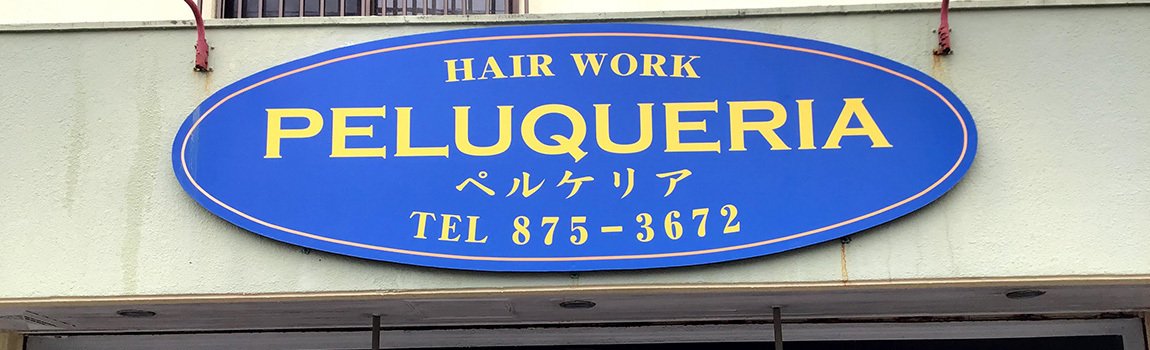 HAIR WORK
PELUQUERIA
ペルケリア
TEL 875-3672